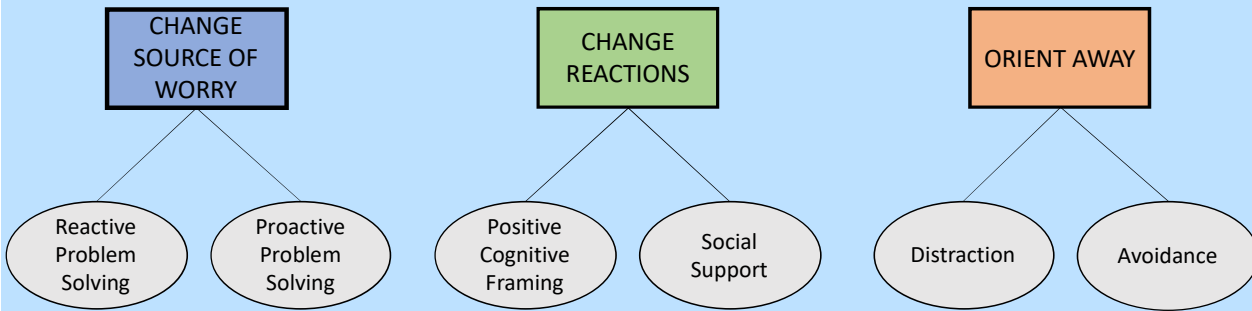 CHANGE
SOURCE OF
WORRY
CHANGE
REACTIONS
ORIENT AWAY
Reactive
Problem
Solving
Proactive
Problem
Solving
Positive
Cognitive
Framing
Social
Support
Distraction
Avoidance